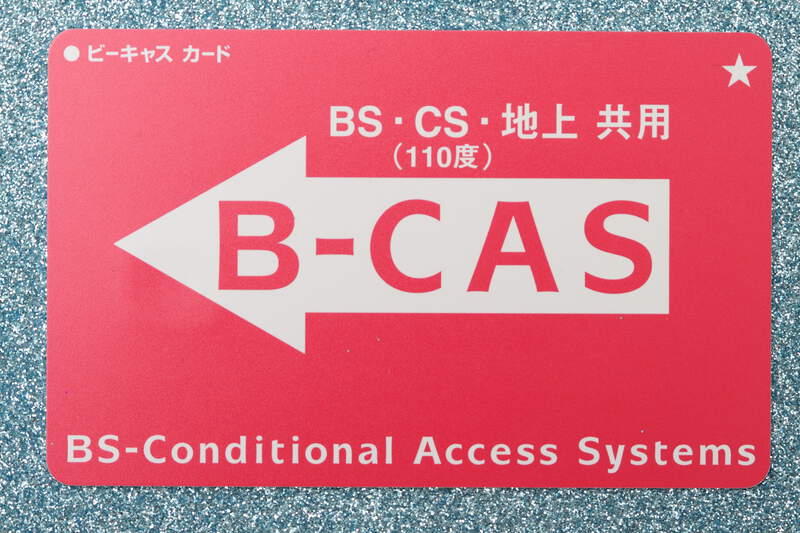 ● ビーキャス カード
★
BS・CS・地上 共用
(110度)
B-CAS
BS-Conditional Access Systems